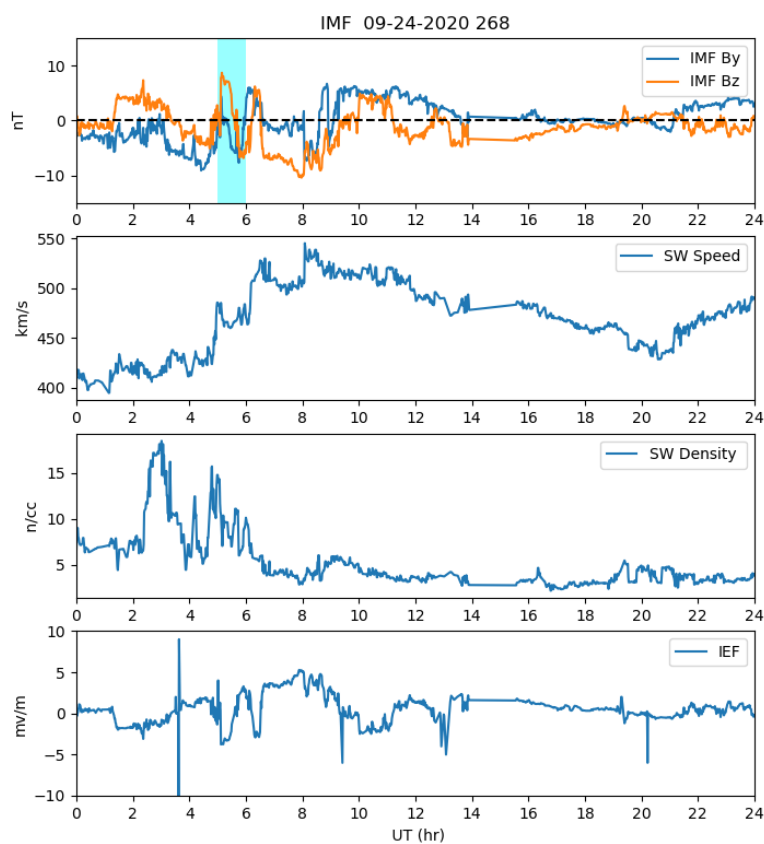 IMF 09-24-2020 268
10
0
−10
nT
IMF By
IMF Bz
0 2 4 6 8 10 12 14 16 18 20 22 24
550
500
450
400
km/s
SW Speed
0 2 4 6 8 10 12 14 16 18 20 22 24
15
10
5
n/cc
SW Density
0 2 4 6 8 10 12 14 16 18 20 22 24
10
5
0
−5
−10
mv/m
IEF
0 2 4 6 8 10 12 14 16 18 20 22 24
UT (hr)